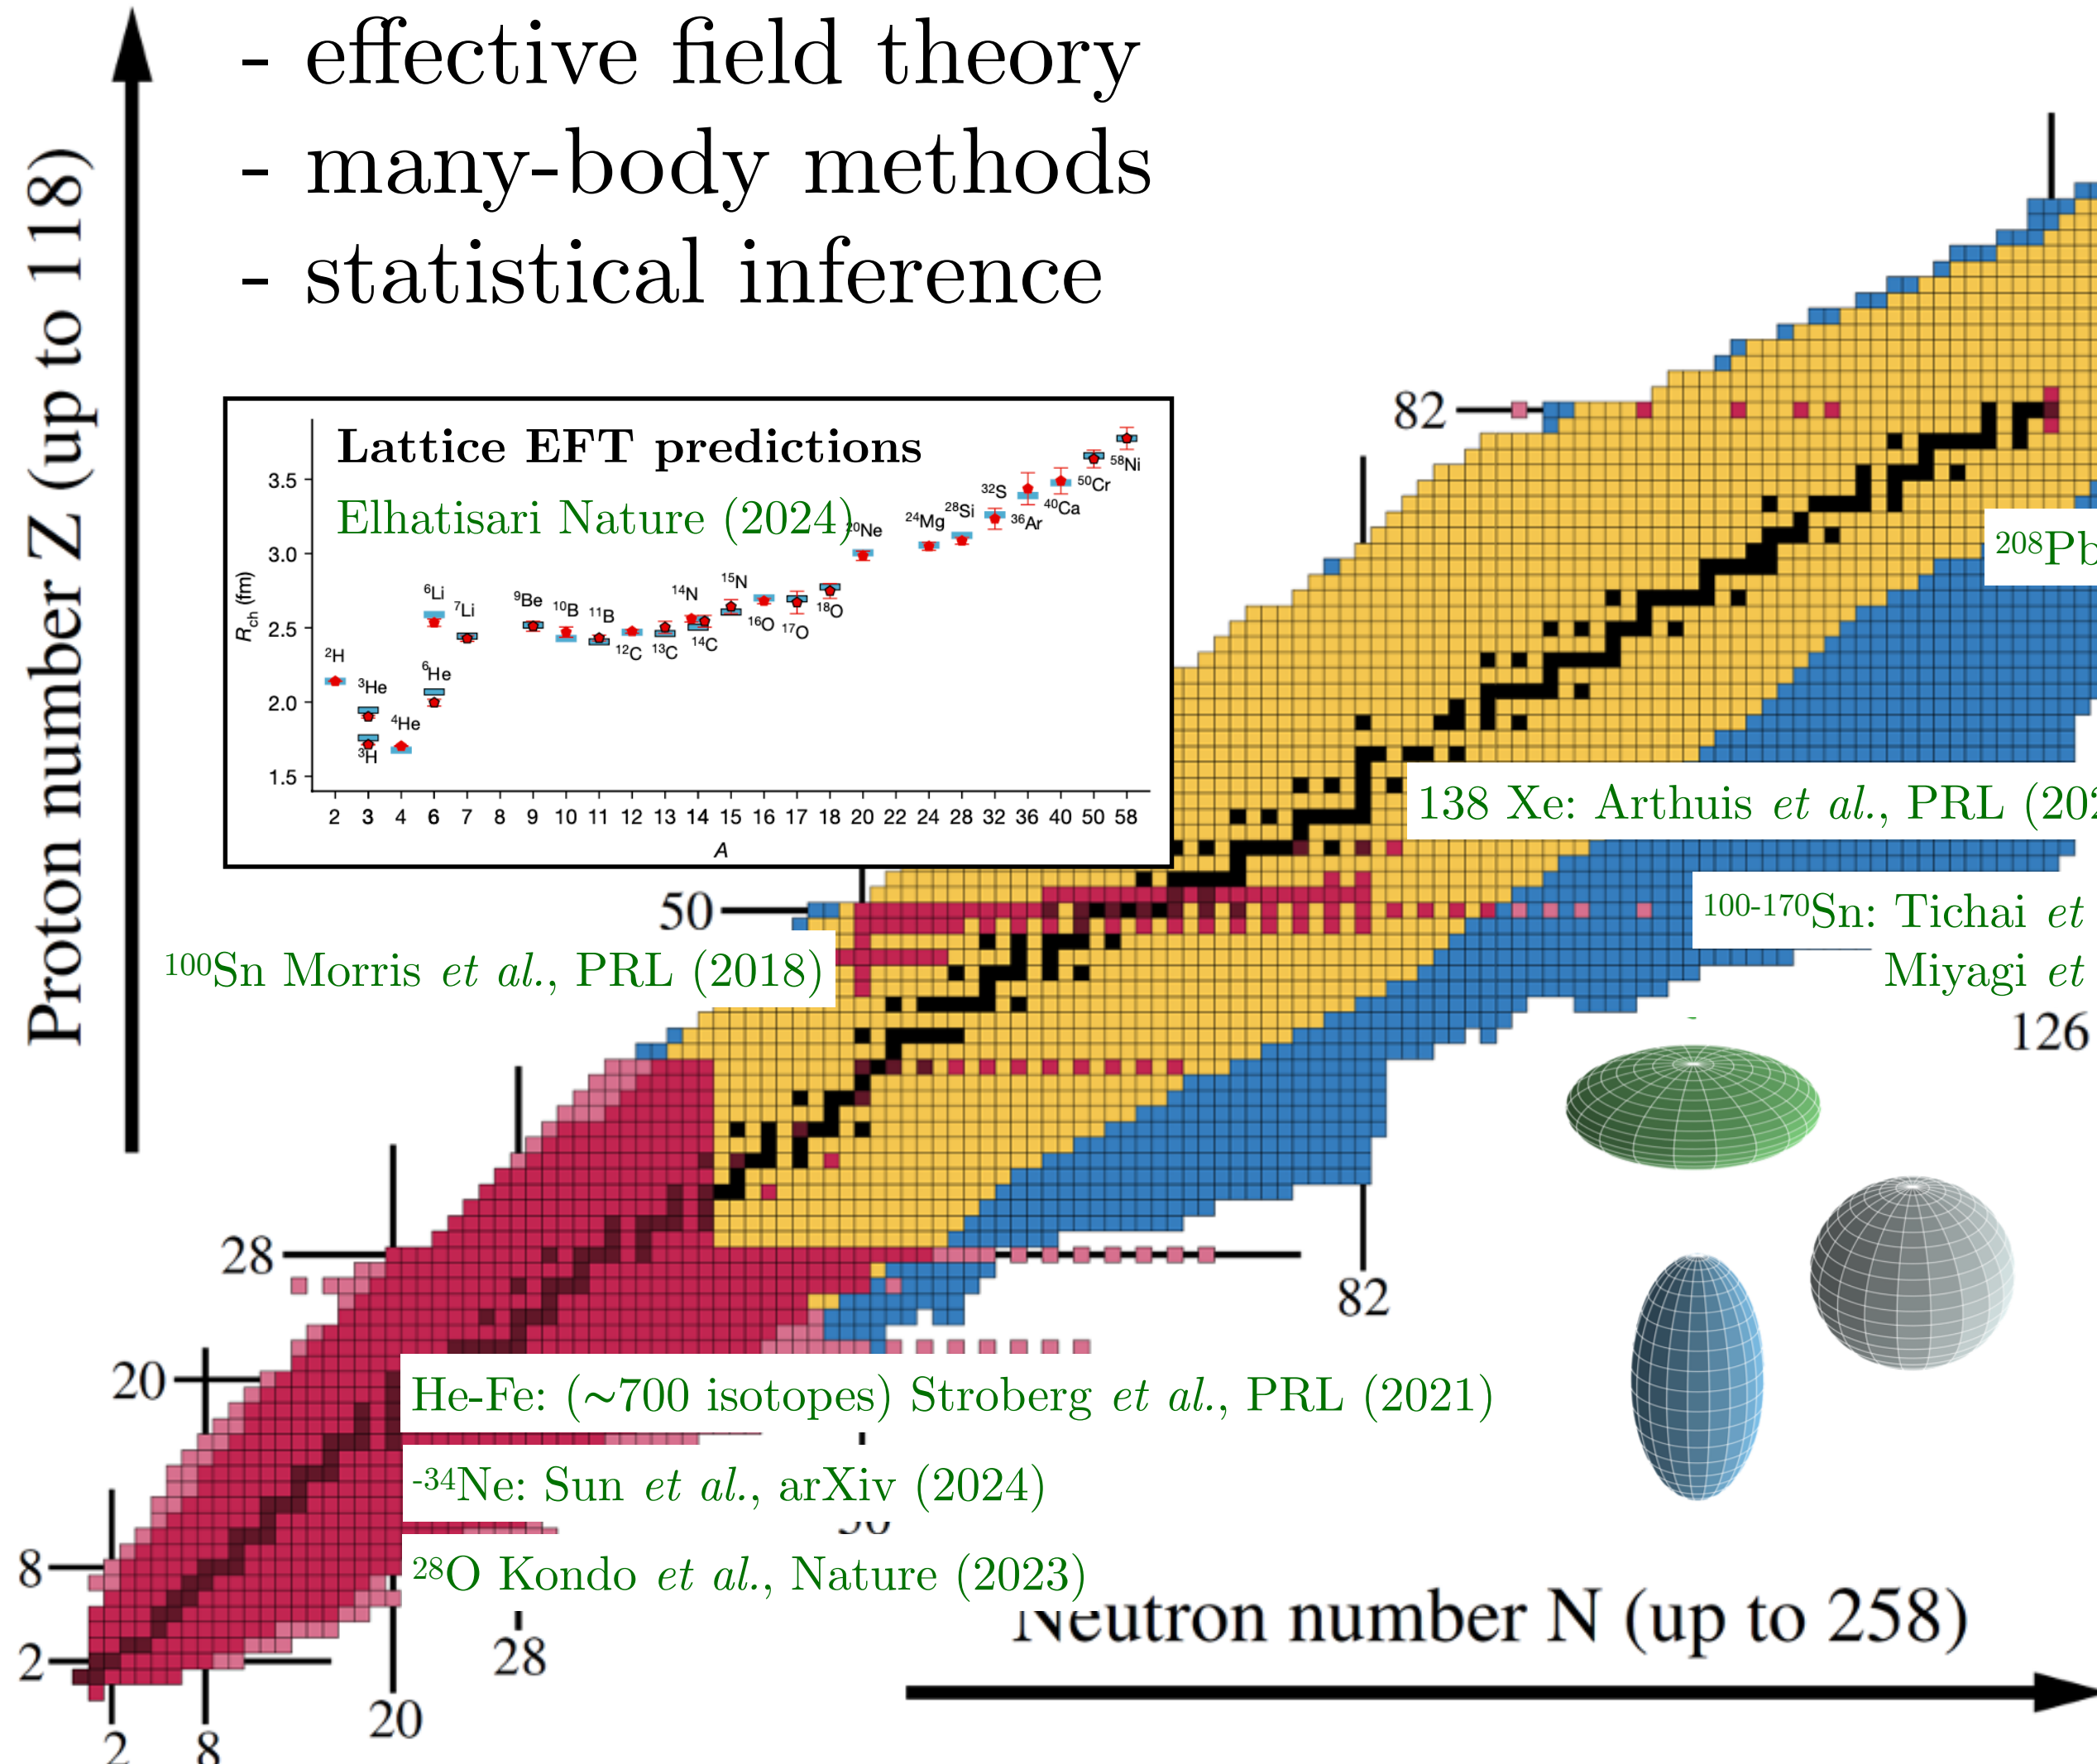 - effective field theory
- many-body methods
- statistical inference
Proton number Z (up to 118)
Lattice EFT predictions
Elhatisari Nature (2024)
R_ch (fm)
3.5
3.0
2.5
2.0
1.5
²H
³He
³H
⁴He
⁶Li
⁶He
⁷Li
⁹Be
¹⁰B
¹¹B
¹²C
¹³C
¹⁴N
¹⁴C
¹⁵N
¹⁶O
¹⁷O
¹⁸O
²⁰Ne
²⁴Mg
²⁸Si
³²S
³⁶Ar
⁴⁰Ca
⁵⁰Cr
⁵⁸Ni
2 3 4 6 7 8 9 10 11 12 13 14 15 16 17 18 20 22 24 28 32 36 40 50 58
A
82
²⁰⁸Pb
138 Xe: Arthuis et al., PRL (202
50
¹⁰⁰⁻¹⁷⁰Sn: Tichai et
Miyagi et
¹⁰⁰Sn Morris et al., PRL (2018)
126
28
82
20
He-Fe: (~700 isotopes) Stroberg et al., PRL (2021)
-³⁴Ne: Sun et al., arXiv (2024)
8
²⁸O Kondo et al., Nature (2023)
Neutron number N (up to 258)
2
28
20
2
8